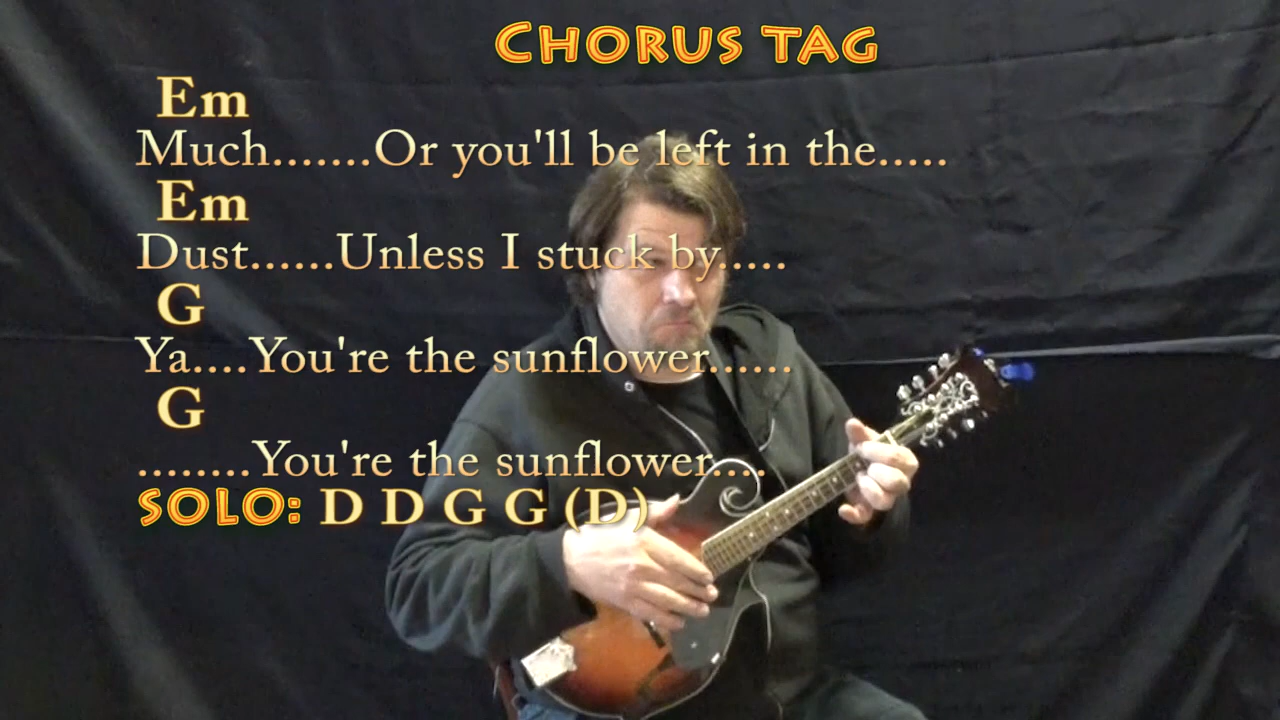 CHORUS TAG
Em
Much.......Or you'll be left in the.....
Em
Dust......Unless I stuck by.....
G
Ya....You're the sunflower......
G
........You're the sunflower....
SOLO: D D G G (D)